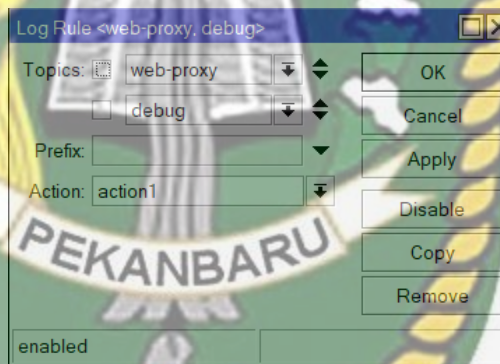 Log Rule <web-proxy, debug>
Topics: web-proxy
debug
Prefix:
Action: action1
OK
Cancel
Apply
Disable
Copy
Remove
PEKANBARU
enabled